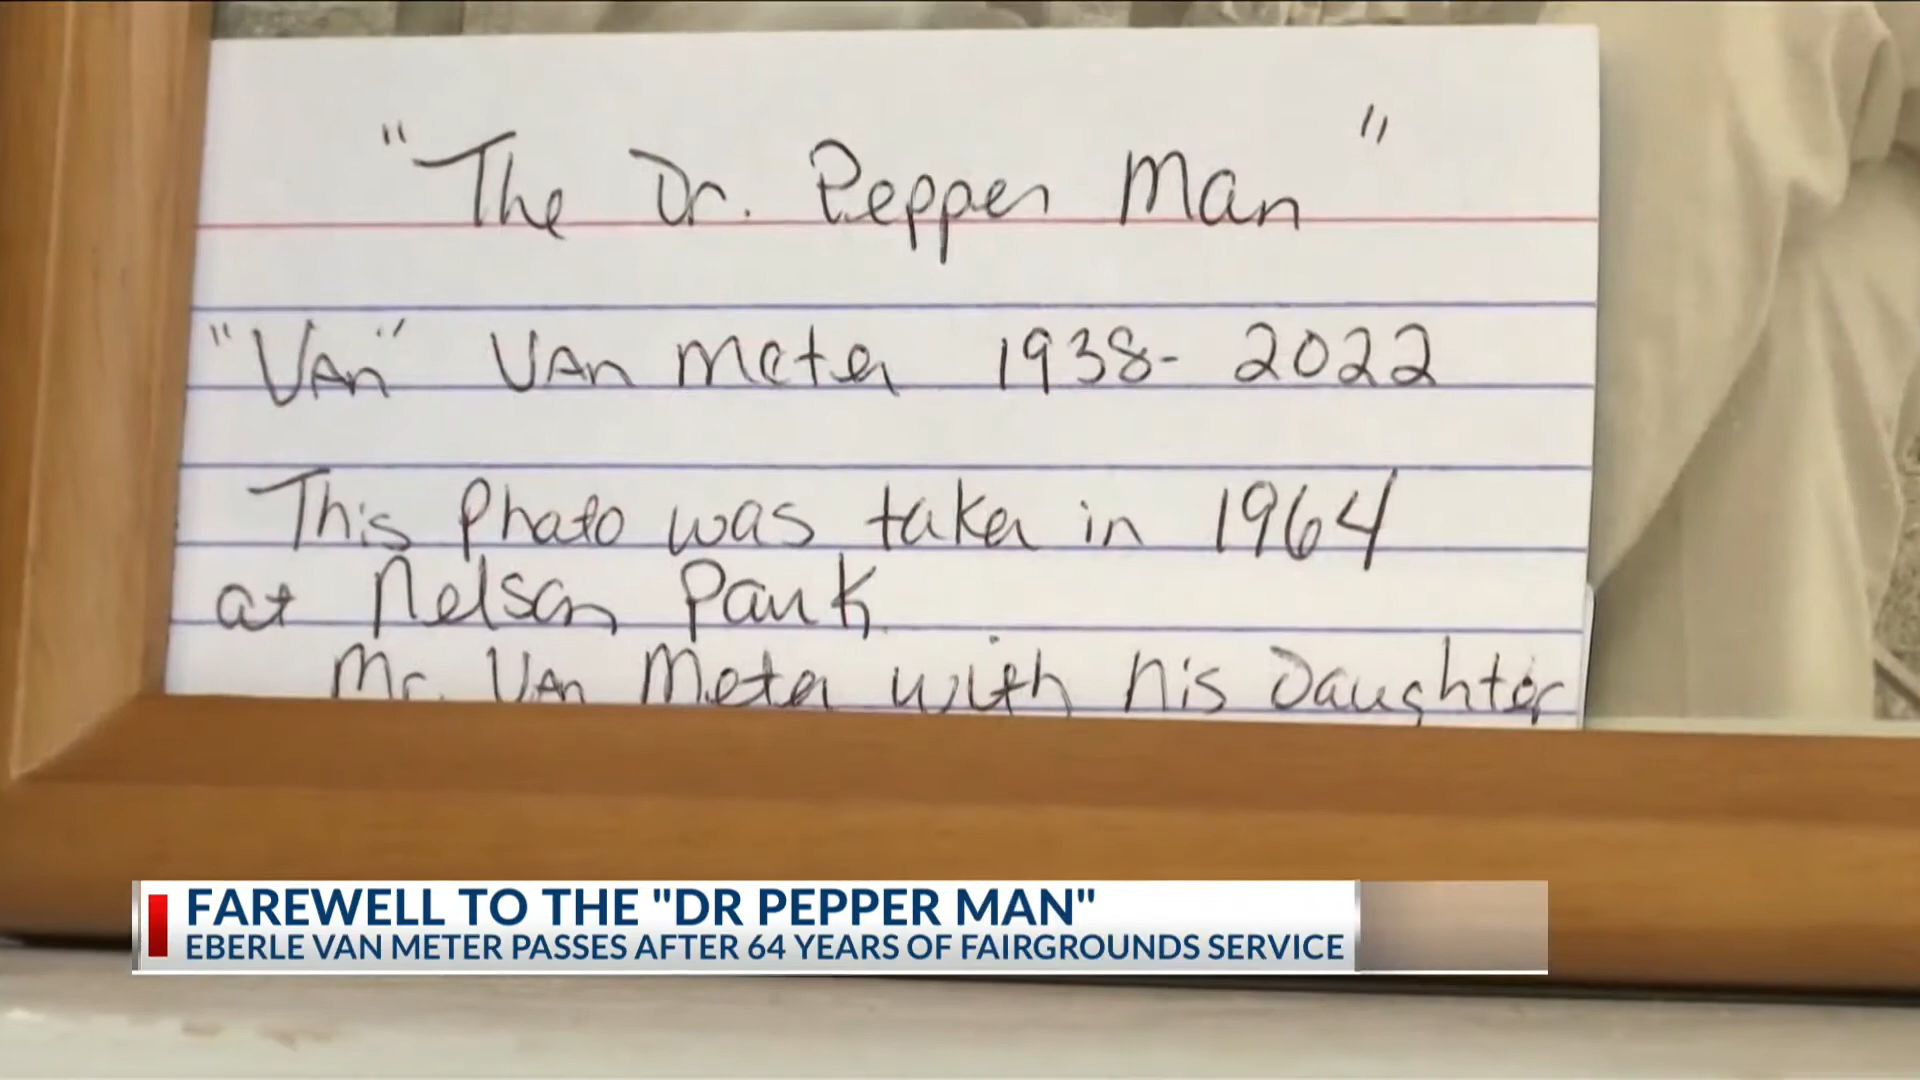 "The Dr. Pepper Man"
"Van" Van Meter 1938-2022
This photo was taken in 1964
at Nelson Park
Mr. Van Meter with his Daughter
FAREWELL TO THE "DR PEPPER MAN"
EBERLE VAN METER PASSES AFTER 64 YEARS OF FAIRGROUNDS SERVICE